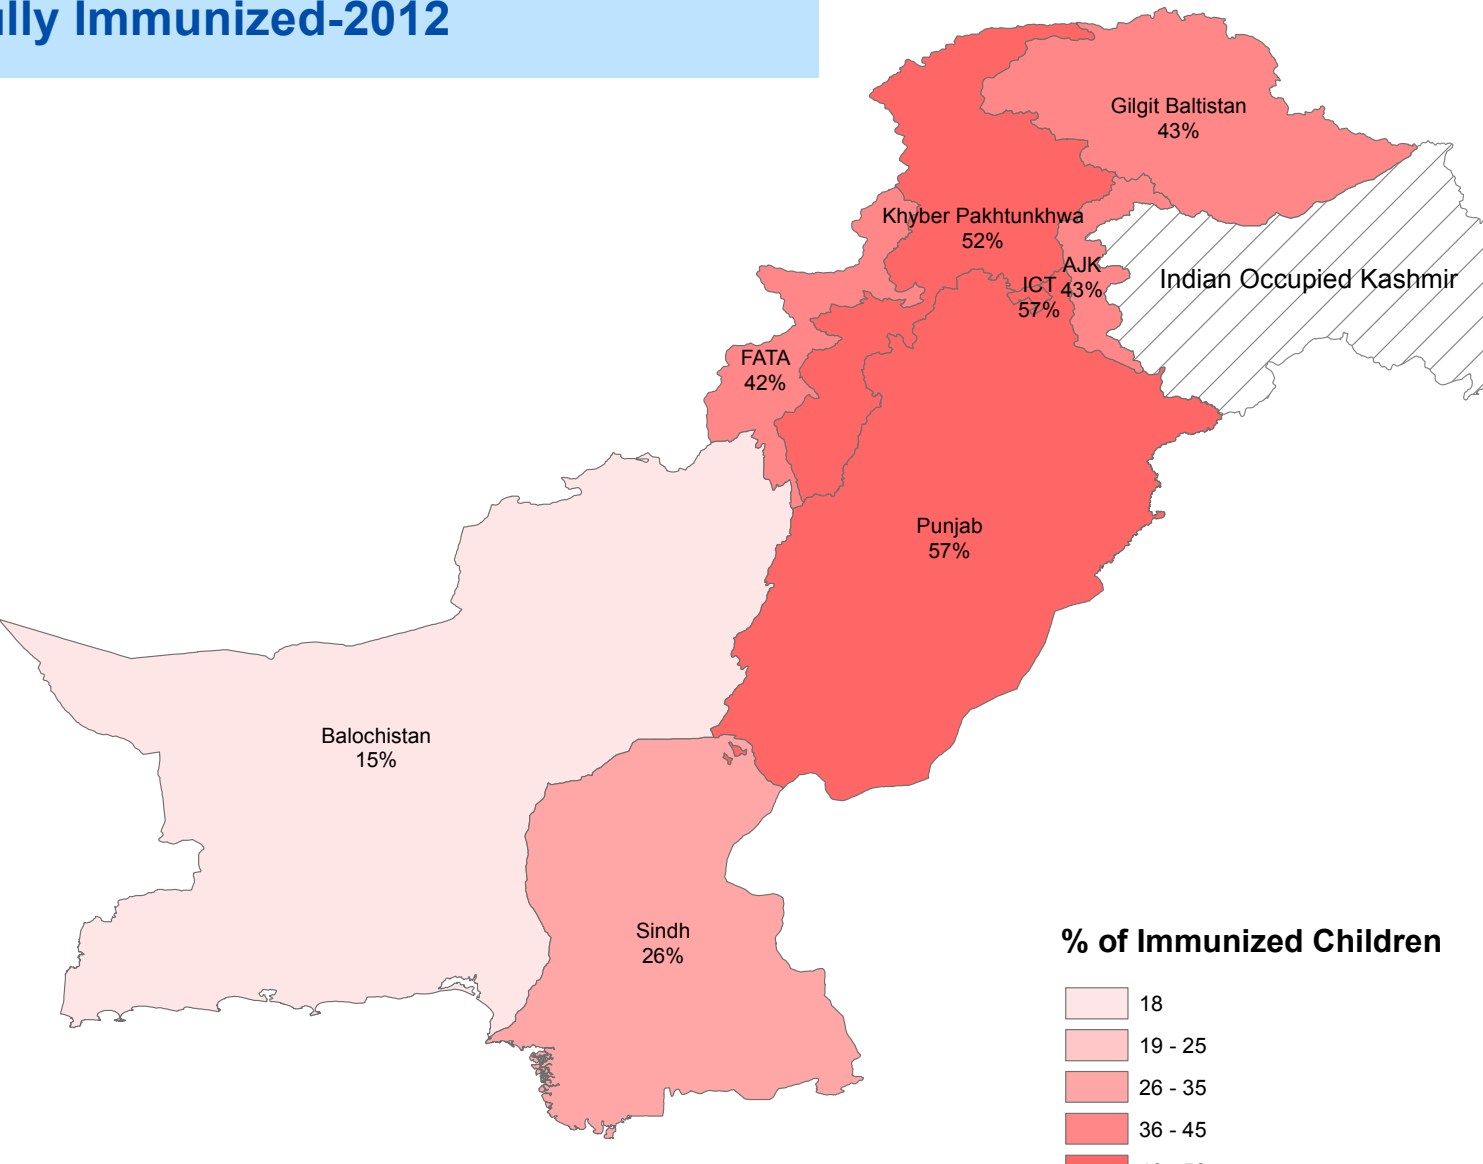 Immunized-2012
Gilgit Baltistan
43%
Khyber Pakhtunkhwa
52%
AJK
43%
ICT
57%
Indian Occupied Kashmir
FATA
42%
Punjab
57%
Balochistan
15%
Sindh
26%
% of Immunized Children
18
19 - 25
26 - 35
36 - 45